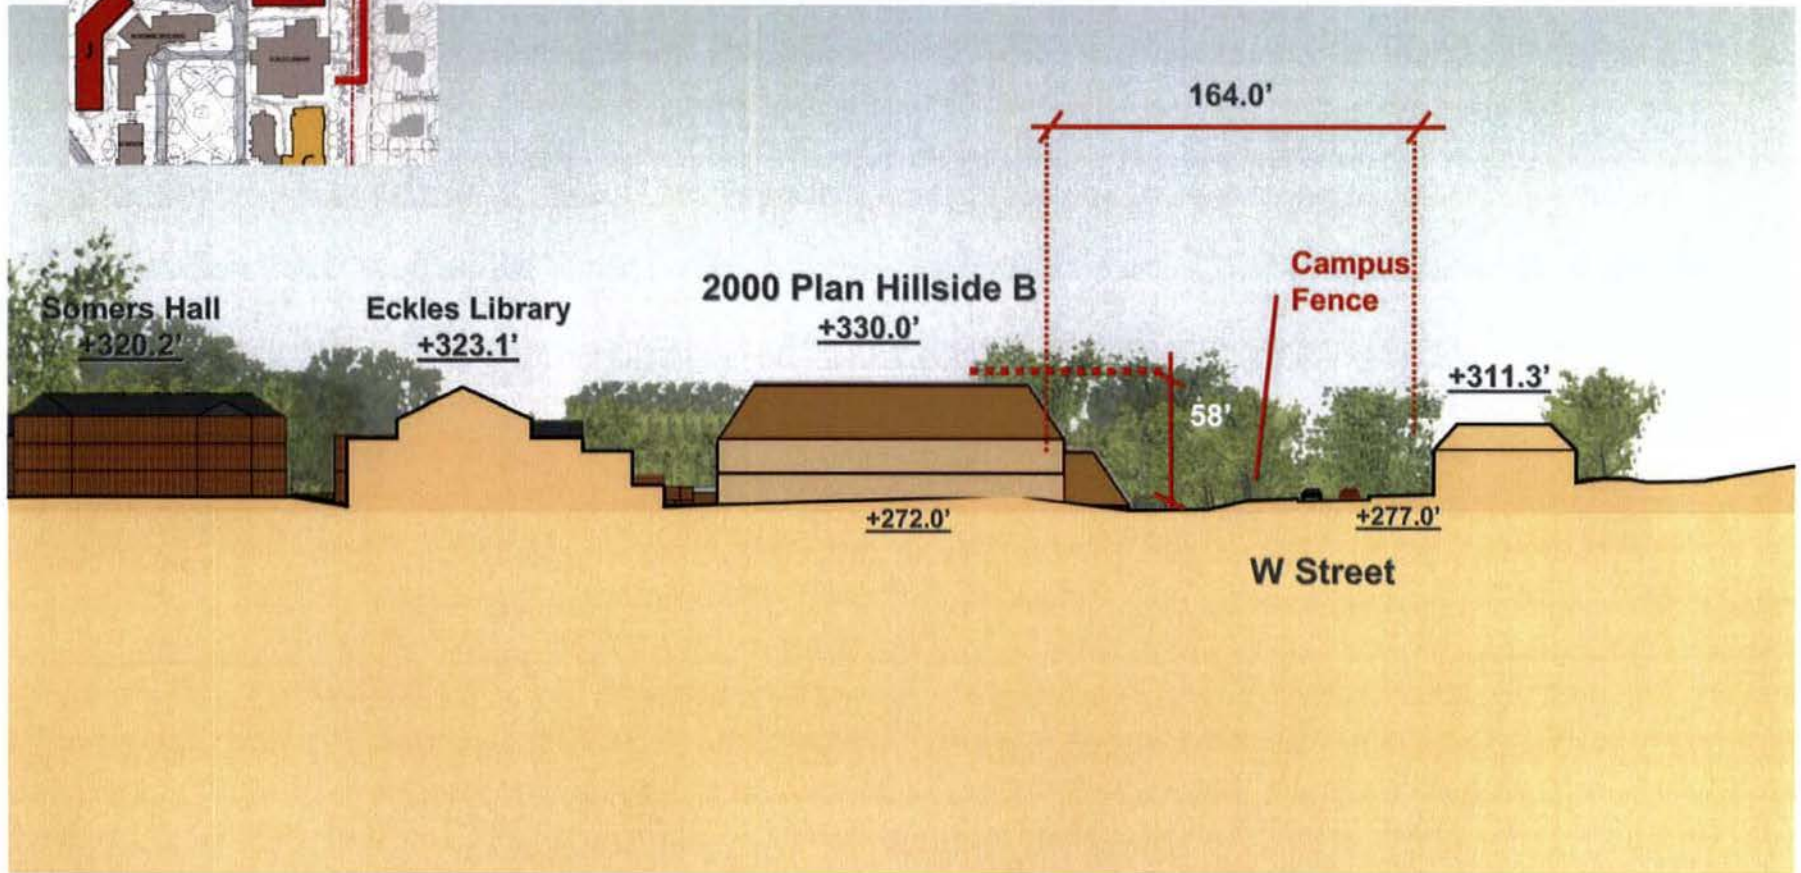 J
Deerfield
C
164.0'
Campus
Fence
2000 Plan Hillside B
+330.0'
Somers Hall
+320.2'
Eckles Library
+323.1'
+311.3'
58'
+272.0'
+277.0'
W Street